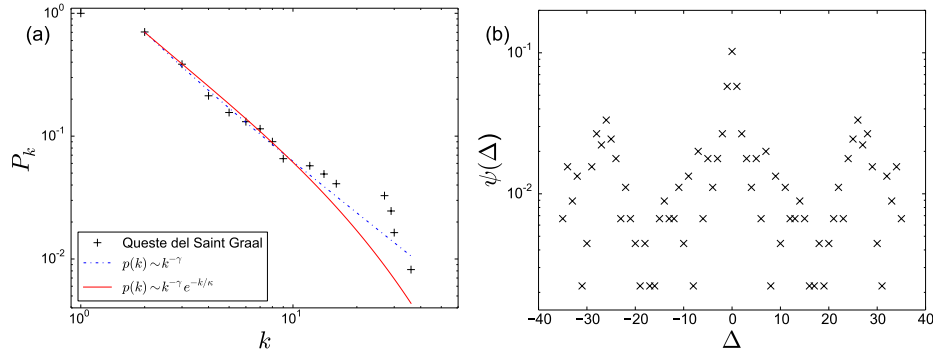 (a)
10^0
10^{-1}
10^{-2}
P_k
Queste del Saint Graal
p(k) ~ k^{-γ}
p(k) ~ k^{-γ} e^{-k/κ}
10^0
10^1
k
(b)
10^{-1}
10^{-2}
ψ(Δ)
−40 −30 −20 −10 0 10 20 30 40
Δ